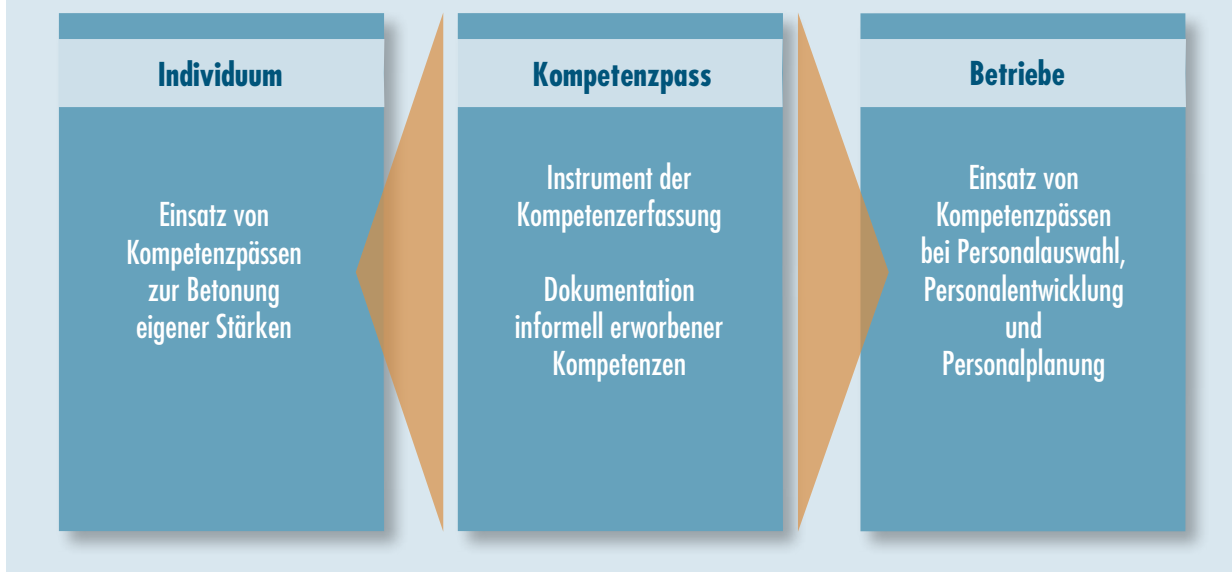 Individuum
Einsatz von
Kompetenzpässen
zur Betonung
eigener Stärken
Kompetenzpass
Instrument der
Kompetenzerfassung
Dokumentation
informell erworbener
Kompetenzen
Betriebe
Einsatz von
Kompetenzpässen
bei Personalauswahl,
Personalentwicklung
und
Personalplanung